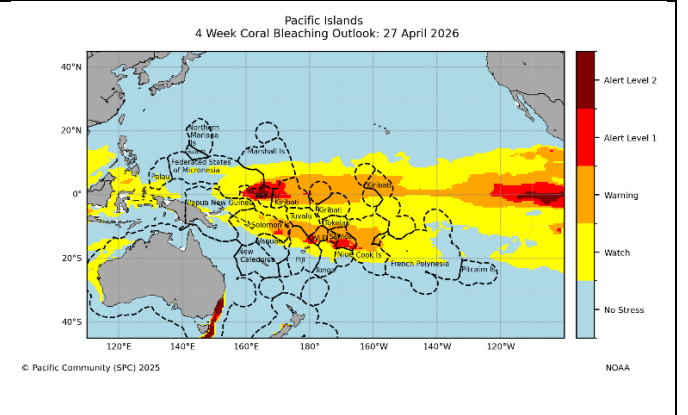 Pacific Islands
4 Week Coral Bleaching Outlook: 27 April 2026
40°N
20°N
0°
20°S
40°S
120°E
140°E
160°E
180°
160°W
140°W
120°W
Northern
Mariana
Is
Guam
Marshall Is
Federated States
of Micronesia
Palau
Kiribati
Papua New Guinea
Kiribati
Kiribati
Tuvalu
Tokelau
Solomon Is
Samoa
Vanuatu
New
Caledonia
Fiji
Niue
Cook Is
Tonga
French Polynesia
Pitcairn Is
Alert Level 2
Alert Level 1
Warning
Watch
No Stress
© Pacific Community (SPC) 2025
NOAA